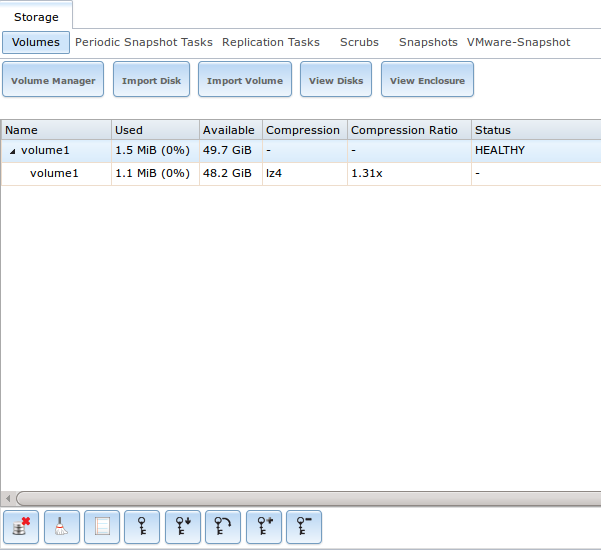 Storage
Volumes Periodic Snapshot Tasks Replication Tasks Scrubs Snapshots VMware-Snapshot
Volume Manager Import Disk Import Volume View Disks View Enclosure
Name Used Available Compression Compression Ratio Status
volume1 1.5 MiB (0%) 49.7 GiB - - HEALTHY
volume1 1.1 MiB (0%) 48.2 GiB lz4 1.31x -